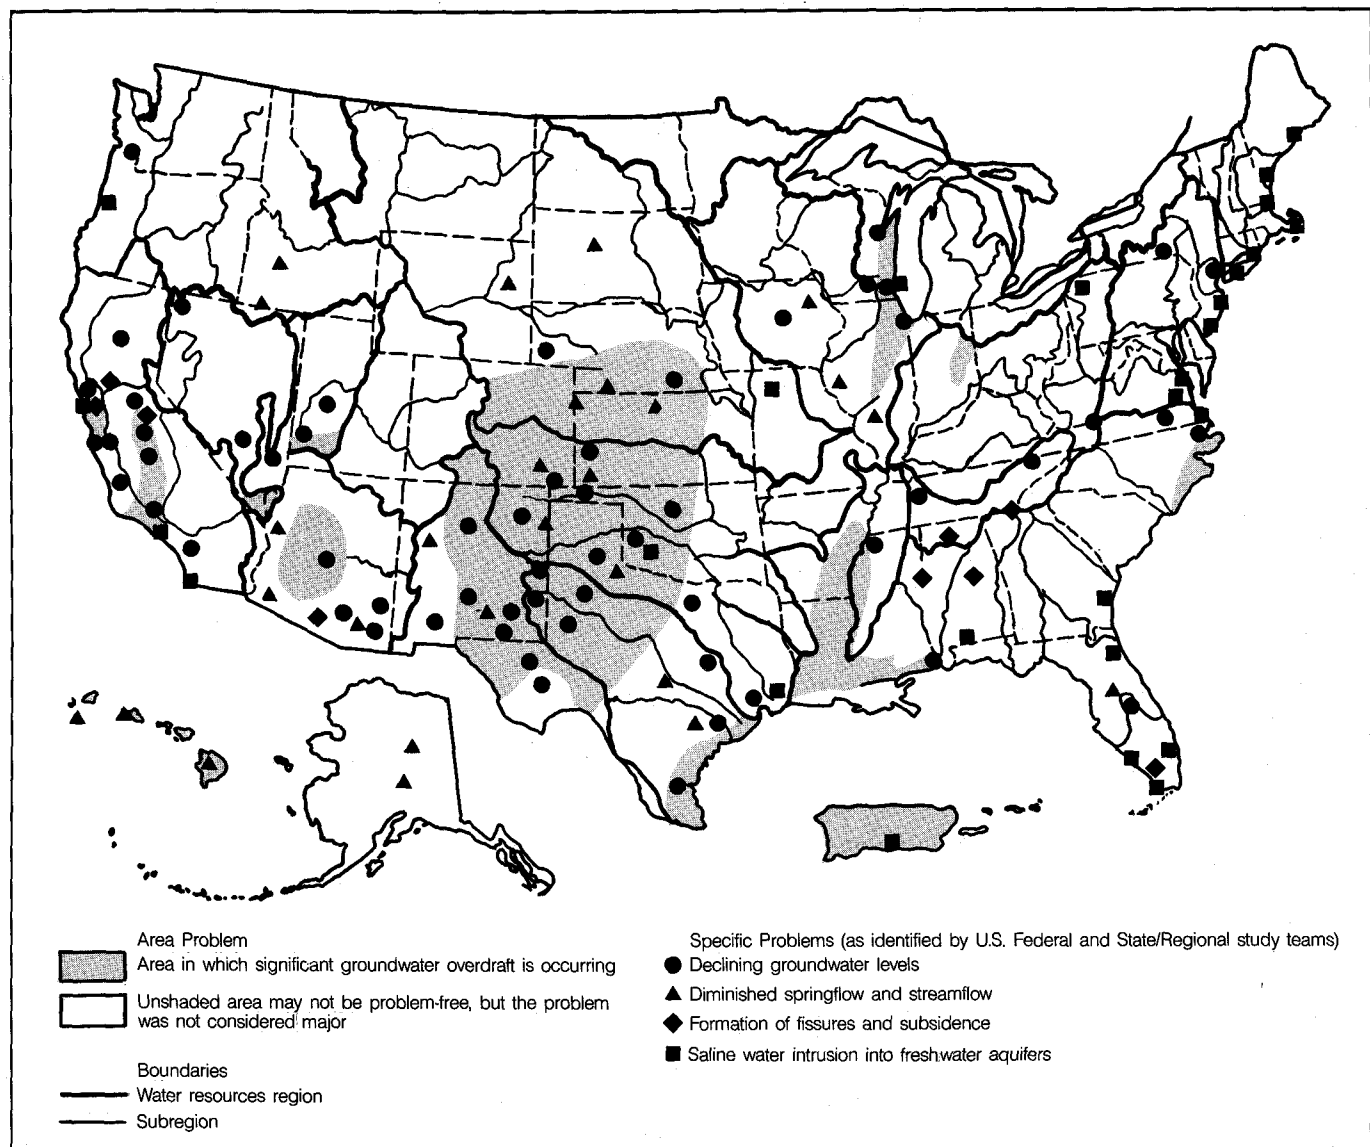 Area Problem
Area in which significant groundwater overdraft is occurring
Unshaded area may not be problem-free, but the problem
was not considered major
Boundaries
Water resources region
Subregion
Specific Problems (as identified by U.S. Federal and State/Regional study teams)
Declining groundwater levels
Diminished springflow and streamflow
Formation of fissures and subsidence
Saline water intrusion into freshwater aquifers